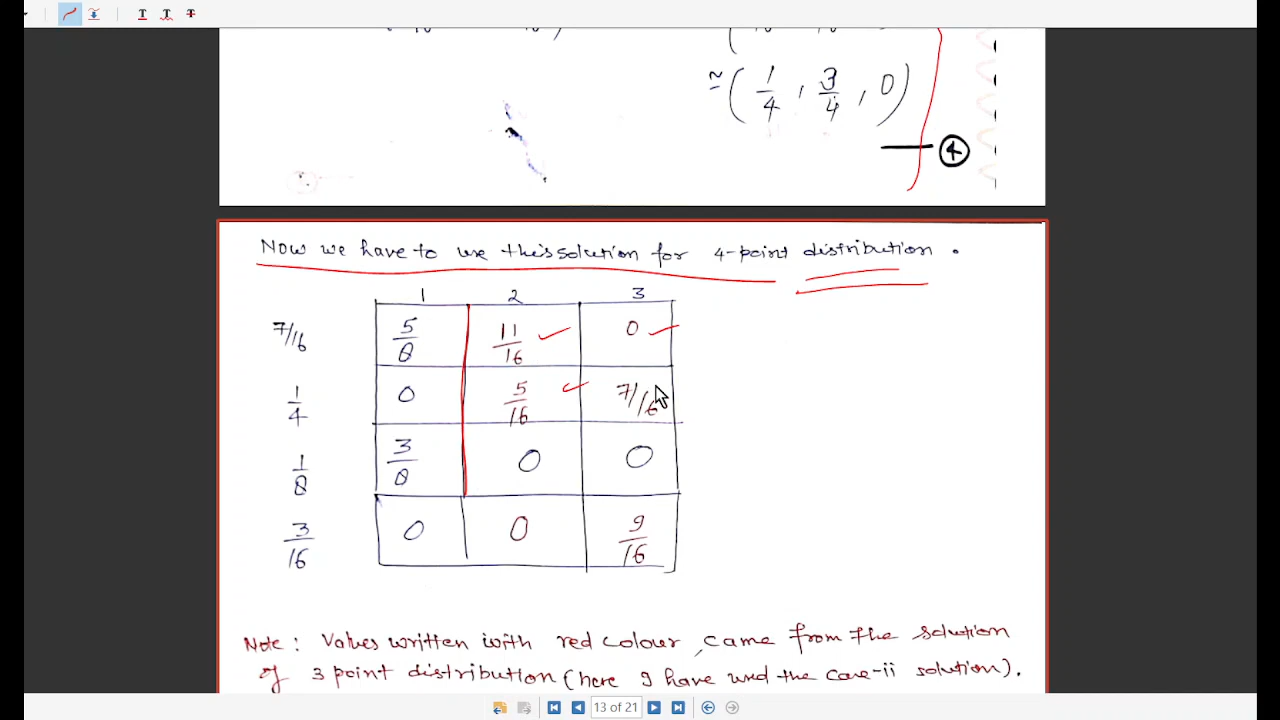 ≃ ( 1/4 , 3/4 , 0 )
④
Now we have to use this solution for 4-point distribution .
1 2 3
7/16 5/8 11/16 0
1/4 0 5/16 7/16
1/8 3/8 0 0
3/16 0 0 9/16
Note : Values written with red colour, came from the solution
of 3 point distribution (here I have used the case-ii solution).
13 of 21